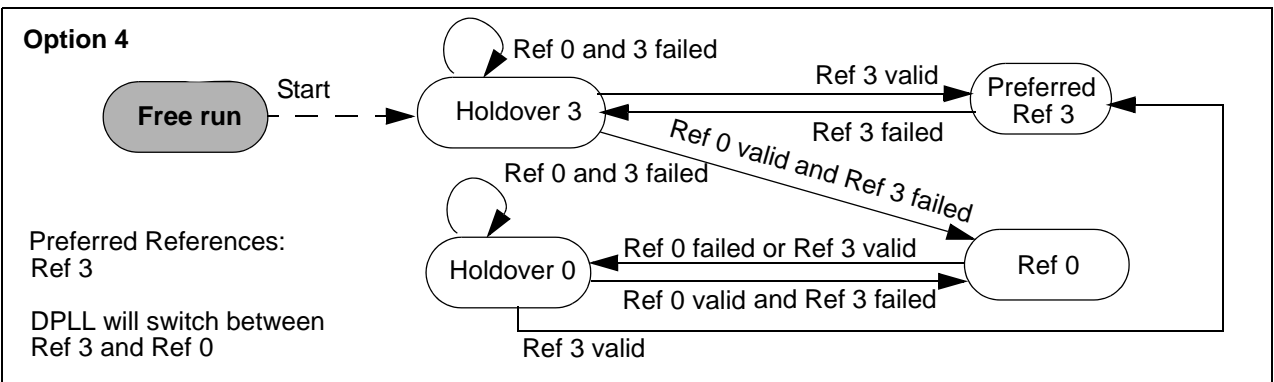 Option 4
Ref 0 and 3 failed
Start
Free run
Holdover 3
Ref 3 valid
Ref 3 failed
Preferred
Ref 3
Ref 0 valid and Ref 3 failed
Ref 0 and 3 failed
Preferred References:
Ref 3
Holdover 0
Ref 0 failed or Ref 3 valid
Ref 0 valid and Ref 3 failed
Ref 0
DPLL will switch between
Ref 3 and Ref 0
Ref 3 valid